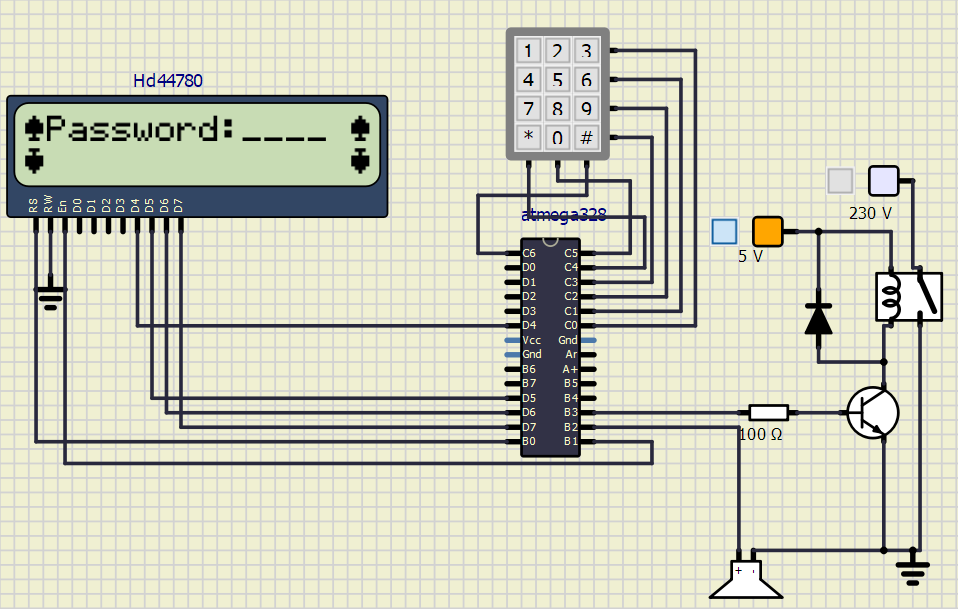 Hd44780
Password:____
RS RW En D0 D1 D2 D3 D4 D5 D6 D7
1 2 3
4 5 6
7 8 9
* 0 #
atmega328
C6 C5
D0 C4
D1 C3
D2 C2
D3 C1
D4 C0
Vcc Gnd
Gnd Ar
B6 A+
B7 B5
D5 B4
D6 B3
D7 B2
B0 B1
230 V
5 V
100 Ω
+ -